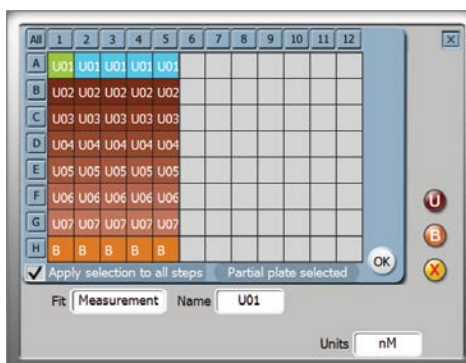 All 1 2 3 4 5 6 7 8 9 10 11 12
A U01 U01 U01 U01 U01
B U02 U02 U02 U02 U02
C U03 U03 U03 U03 U03
D U04 U04 U04 U04 U04
E U05 U05 U05 U05 U05
F U06 U06 U06 U06 U06
G U07 U07 U07 U07 U07
H B B B B B
Apply selection to all steps Partial plate selected OK
U
B
X
Fit Measurement Name U01
Units nM